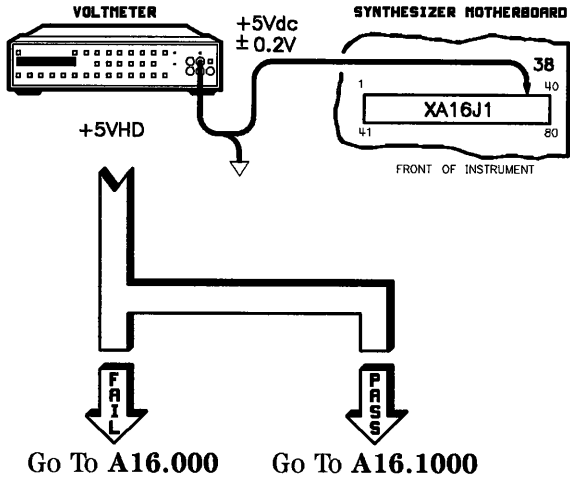 VOLTMETER
+5Vdc
± 0.2V
SYNTHESIZER MOTHERBOARD
38
1
40
XA16J1
41
80
FRONT OF INSTRUMENT
+5VHD
FAIL
PASS
Go To A16.000
Go To A16.1000